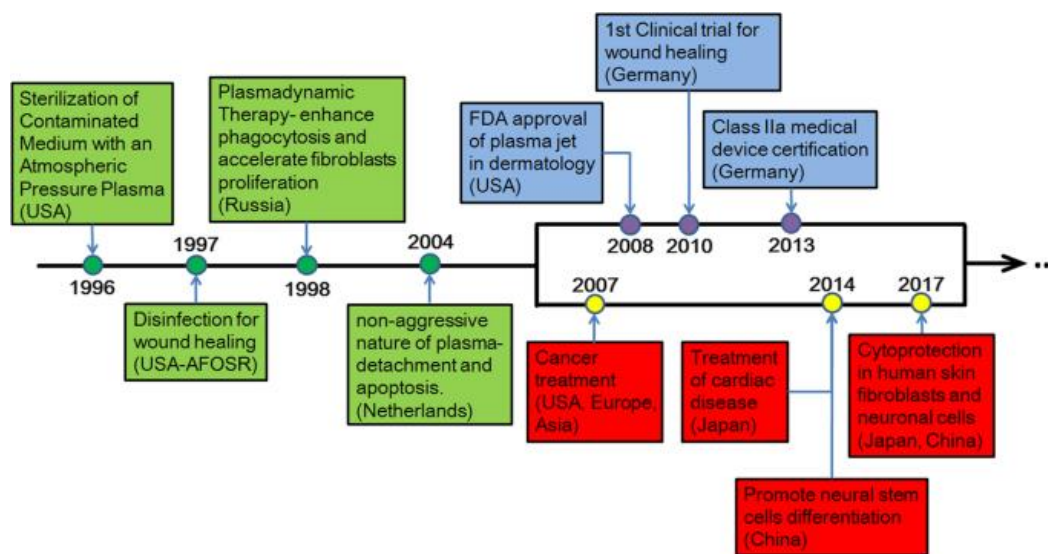 1st Clinical trial for
wound healing
(Germany)
Sterilization of
Contaminated
Medium with an
Atmospheric
Pressure Plasma
(USA)
Plasmadynamic
Therapy- enhance
phagocytosis and
accelerate fibroblasts
proliferation
(Russia)
FDA approval
of plasma jet
in dermatology
(USA)
Class IIa medical
device certification
(Germany)
1996
1997
1998
2004
2008
2010
2013
2007
2014
2017
...
Disinfection for
wound healing
(USA-AFOSR)
non-aggressive
nature of plasma-
detachment and
apoptosis.
(Netherlands)
Cancer
treatment
(USA, Europe,
Asia)
Treatment
of cardiac
disease
(Japan)
Cytoprotection
in human skin
fibroblasts and
neuronal cells
(Japan, China)
Promote neural stem
cells differentiation
(China)